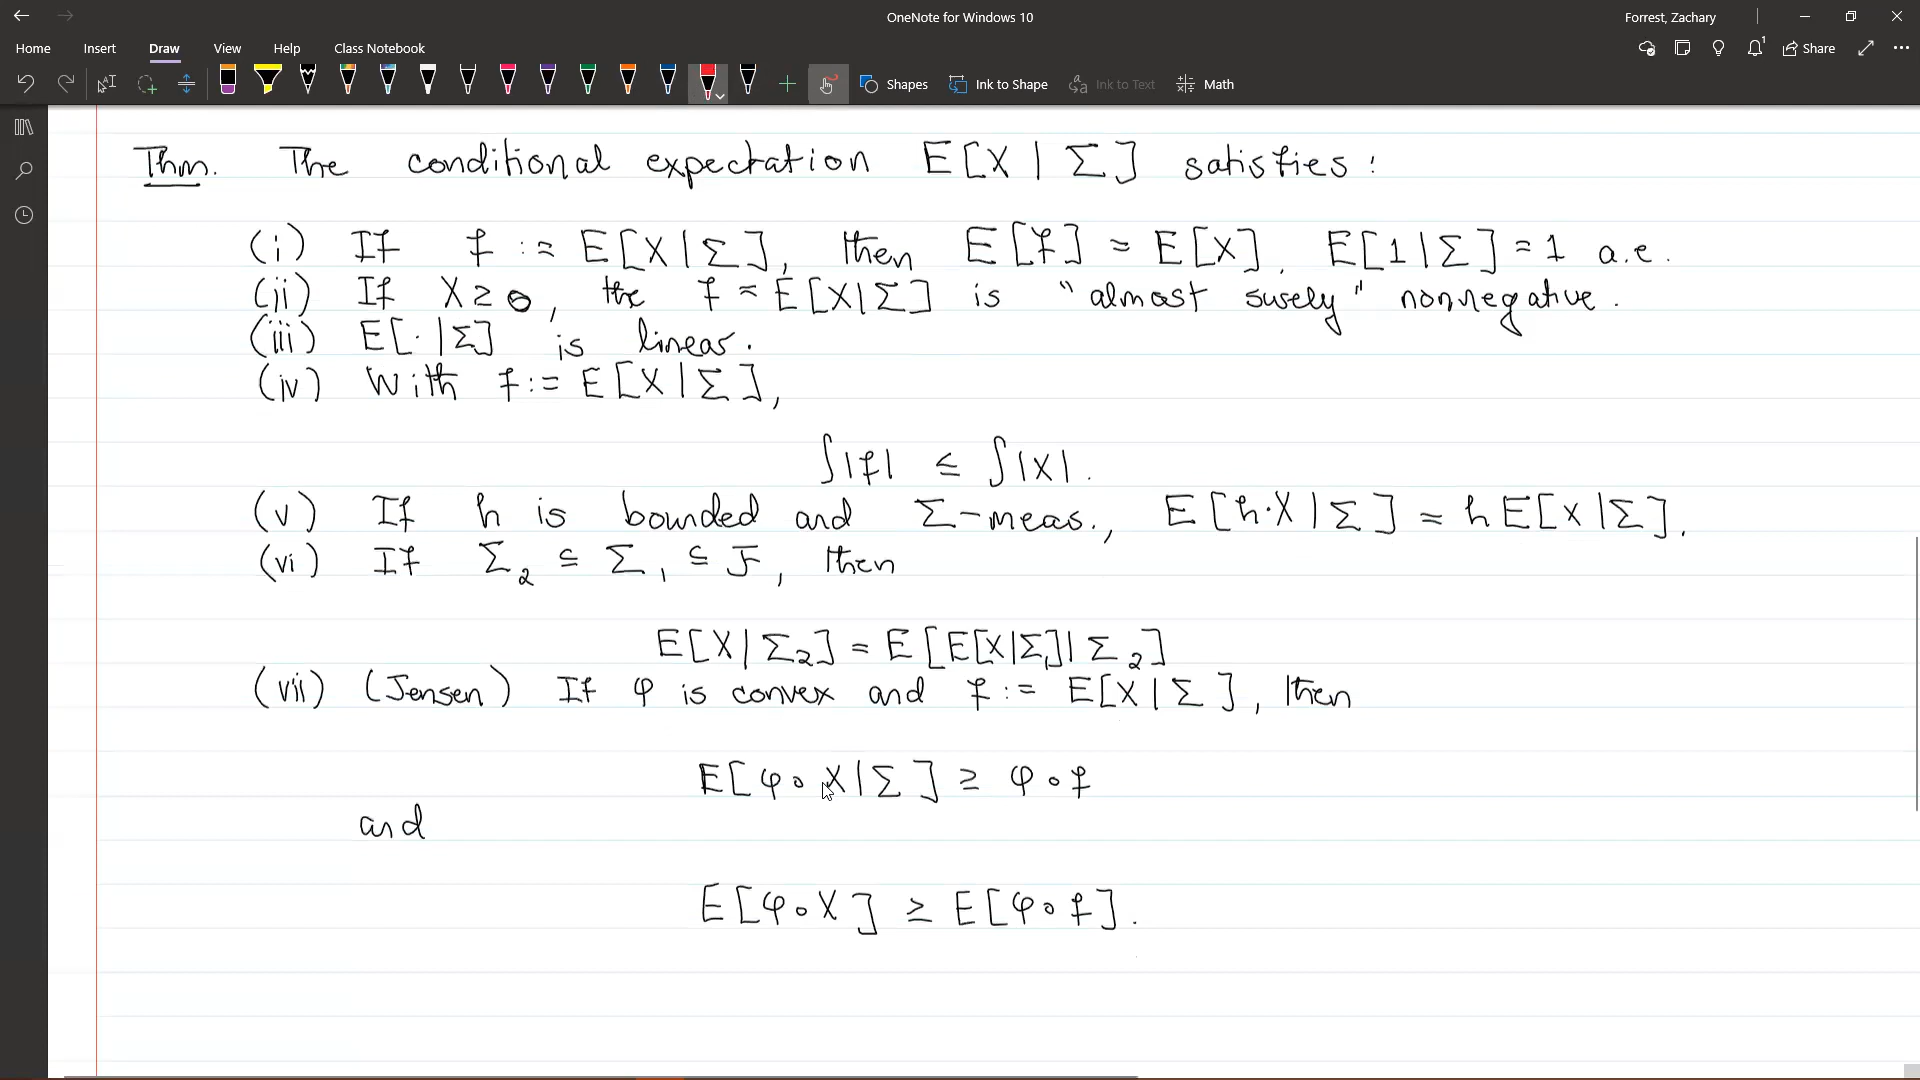 OneNote for Windows 10
Forrest, Zachary
Home Insert Draw View Help Class Notebook
Share
Shapes Ink to Shape Ink to Text Math
Thm. The conditional expectation E[X | Σ] satisfies:
(i) If f := E[X|Σ], then E[f] = E[X]. E[1|Σ] = 1 a.e.
(ii) If X ≥ 0, the f = E[X|Σ] is "almost surely" nonnegative.
(iii) E[·|Σ] is linear.
(iv) With f := E[X|Σ],
∫|f| ≤ ∫|X|.
(v) If h is bounded and Σ-meas., E[h·X|Σ] = hE[X|Σ].
(vi) If Σ₂ ⊆ Σ₁ ⊆ F, then
E[X|Σ₂] = E[E[X|Σ₁]|Σ₂]
(vii) (Jensen) If φ is convex and f := E[X|Σ], then
E[φ∘X|Σ] ≥ φ∘f
and
E[φ∘X] ≥ E[φ∘f].